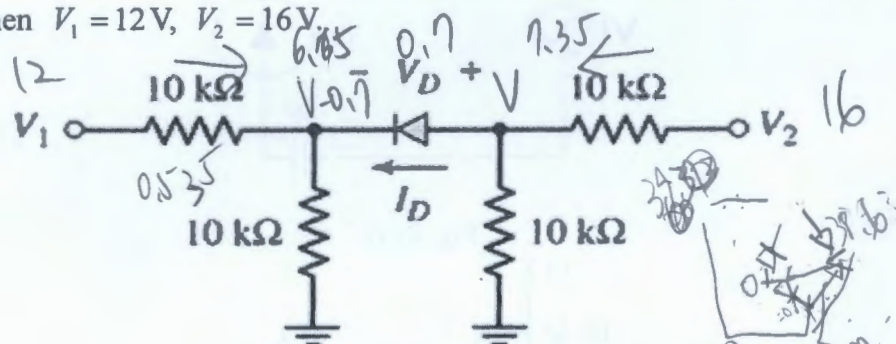 hen V₁ = 12 V, V₂ = 16 V.
6.65 0.7 7.35
12 10 kΩ V-0.7 V_D + V 10 kΩ 16
V₁ V₂
0.535
10 kΩ I_D 10 kΩ